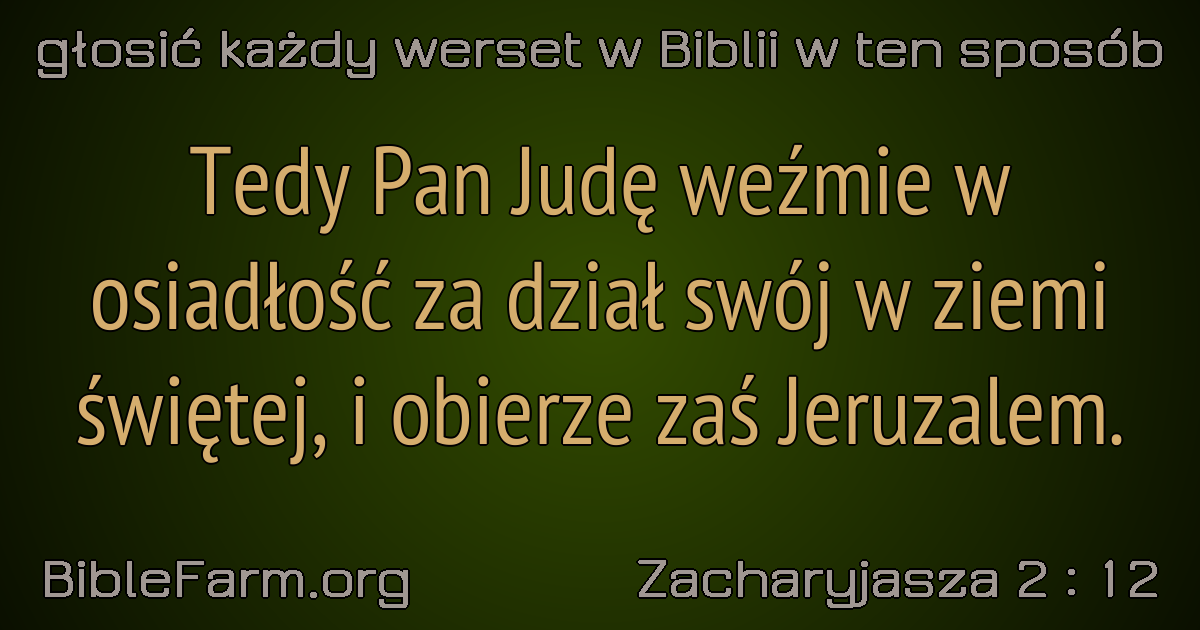 głosić każdy werset w Biblii w ten sposób
Tedy Pan Judę weźmie w
osiadłość za dział swój w ziemi
świętej, i obierze zaś Jeruzalem.
BibleFarm.org
Zacharyjasza 2 : 12